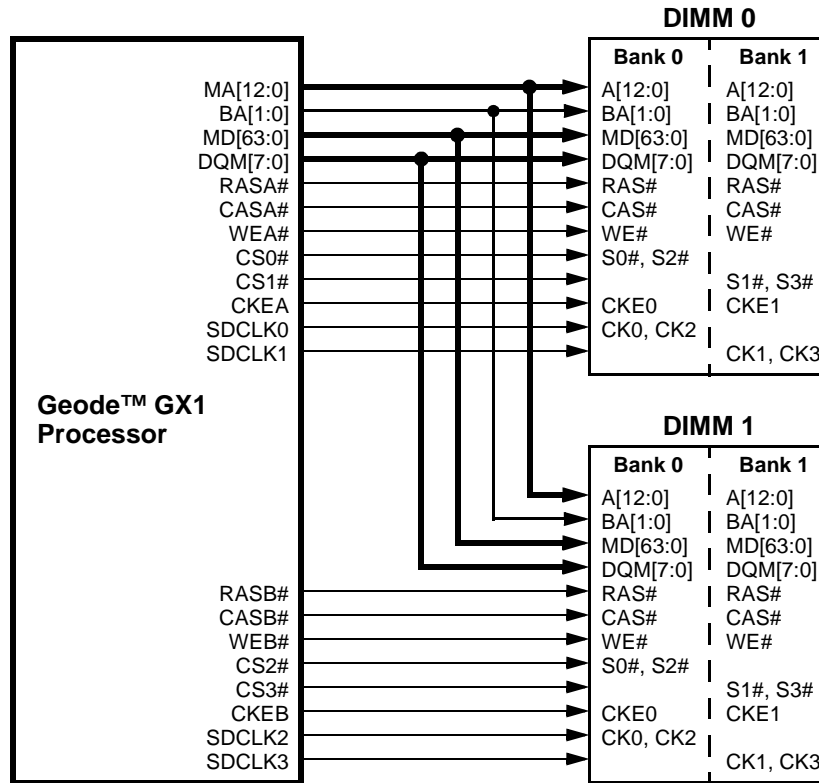 DIMM 0
Bank 0 Bank 1
MA[12:0] A[12:0] A[12:0]
BA[1:0] BA[1:0] BA[1:0]
MD[63:0] MD[63:0] MD[63:0]
DQM[7:0] DQM[7:0] DQM[7:0]
RASA# RAS# RAS#
CASA# CAS# CAS#
WEA# WE# WE#
CS0# S0#, S2#
CS1# S1#, S3#
CKEA CKE0 CKE1
SDCLK0 CK0, CK2
SDCLK1 CK1, CK3
Geode™ GX1
Processor
DIMM 1
Bank 0 Bank 1
A[12:0] A[12:0]
BA[1:0] BA[1:0]
MD[63:0] MD[63:0]
DQM[7:0] DQM[7:0]
RASB# RAS# RAS#
CASB# CAS# CAS#
WEB# WE# WE#
CS2# S0#, S2#
CS3# S1#, S3#
CKEB CKE0 CKE1
SDCLK2 CK0, CK2
SDCLK3 CK1, CK3